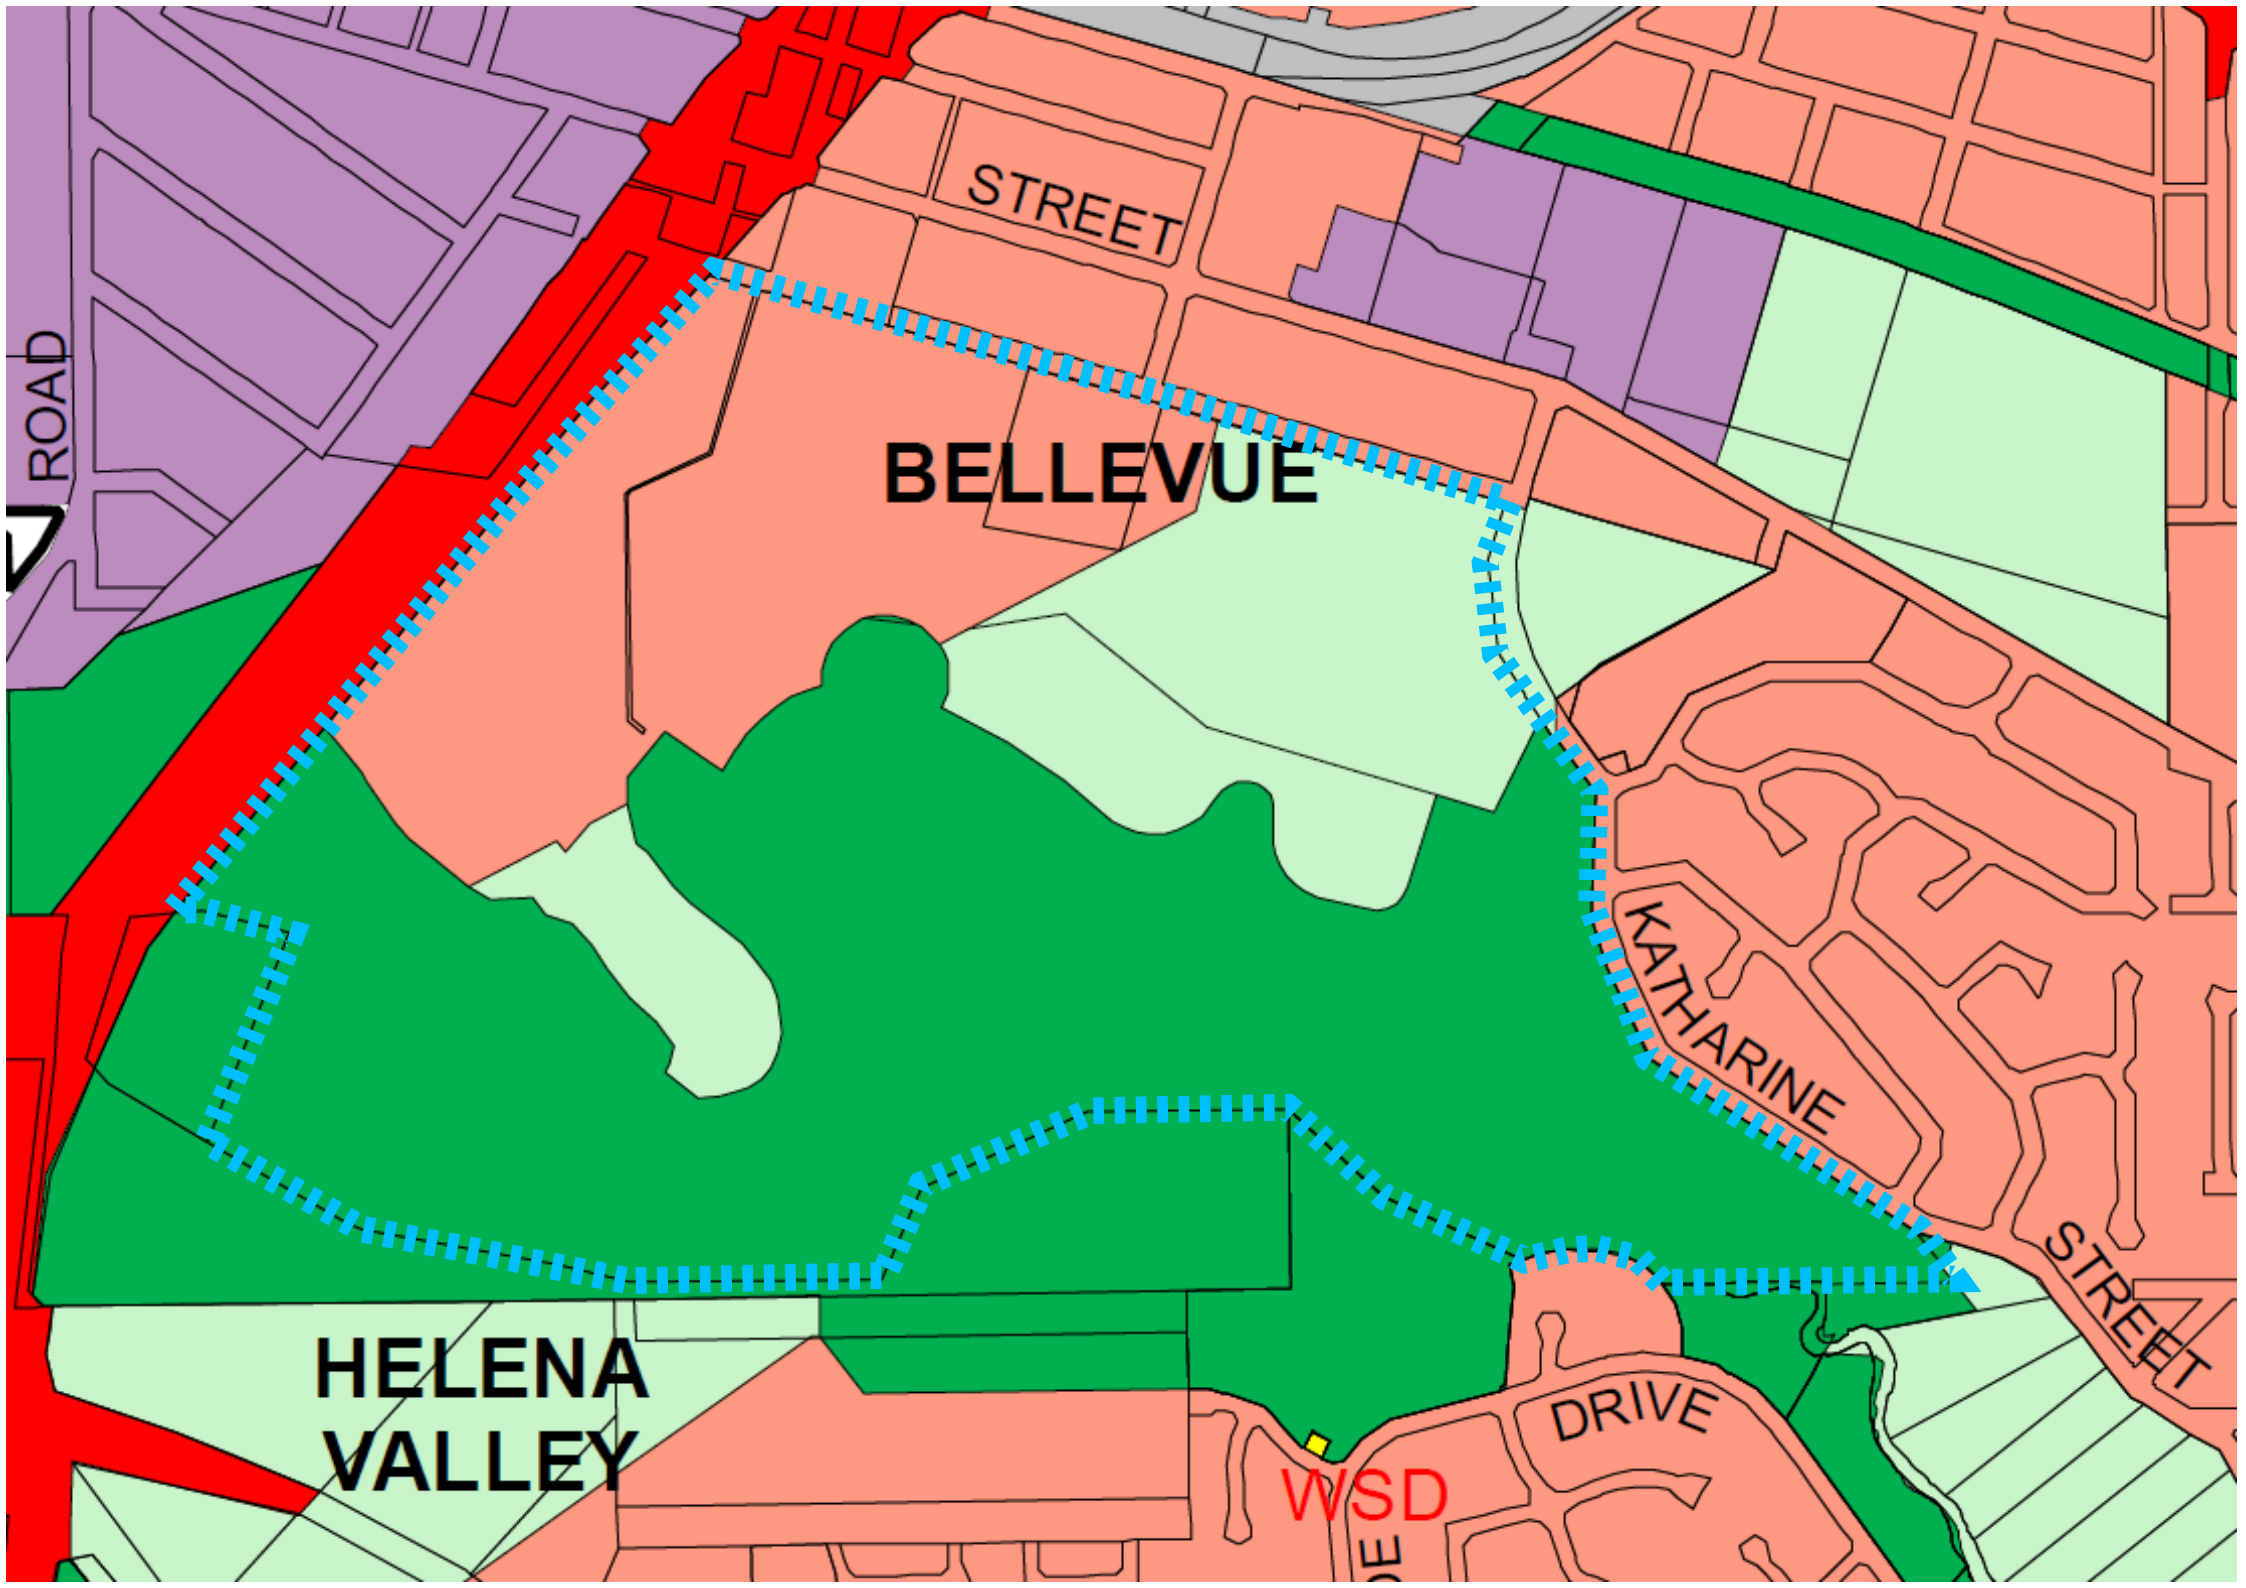 STREET
ROAD
BELLEVUE
KATHARINE
STREET
HELENA
VALLEY
DRIVE
WSD